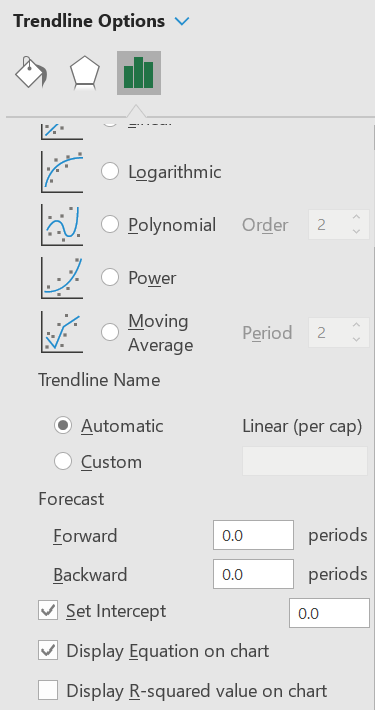 Trendline Options
Linear
Logarithmic
Polynomial Order 2
Power
Moving
Average Period 2
Trendline Name
Automatic Linear (per cap)
Custom
Forecast
Forward 0.0 periods
Backward 0.0 periods
Set Intercept 0.0
Display Equation on chart
Display R-squared value on chart